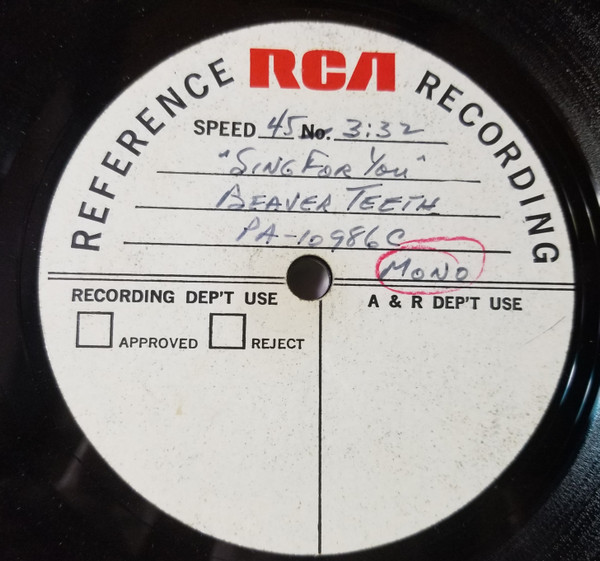 REFERENCE RCA RECORDING
SPEED 45 No. 3:32
"SING FOR YOU"
BEAVER TEETH
PA-10986C
MONO
RECORDING DEP'T USE
A & R DEP'T USE
APPROVED REJECT